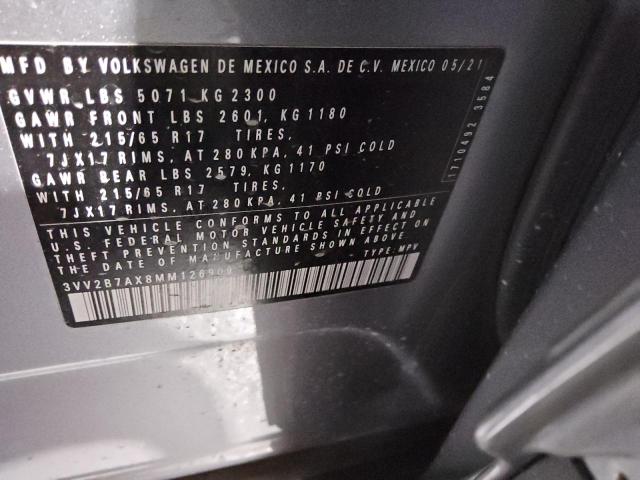 MFD BY VOLKSWAGEN DE MEXICO S.A. DE C.V. MEXICO 05/21
GVWR LBS 5071 KG 2300
GAWR FRONT LBS 2601, KG 1180
WITH 215/65 R17 TIRES,
7JX17 RIMS, AT 280 KPA, 41 PSI COLD
GAWR REAR LBS 2579, KG 1170
WITH 215/65 R17 TIRES,
7JX17 RIMS, AT 280 KPA, 41 PSI COLD
THIS VEHICLE CONFORMS TO ALL APPLICABLE
U.S. FEDERAL MOTOR VEHICLE SAFETY AND
THEFT PREVENTION STANDARDS IN EFFECT ON
THE DATE OF MANUFACTURE SHOWN ABOVE
3VV2B7AX8MM126909 TYPE: MPV
1710492 3584